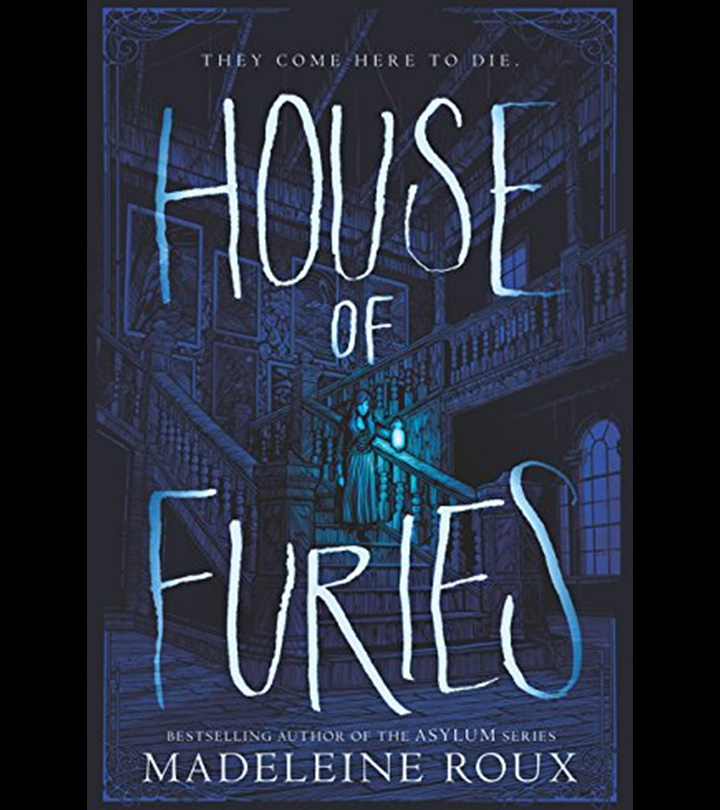 THEY COME HERE TO DIE.
HOUSE
OF
FURIES
BESTSELLING AUTHOR OF THE ASYLUM SERIES
MADELEINE ROUX